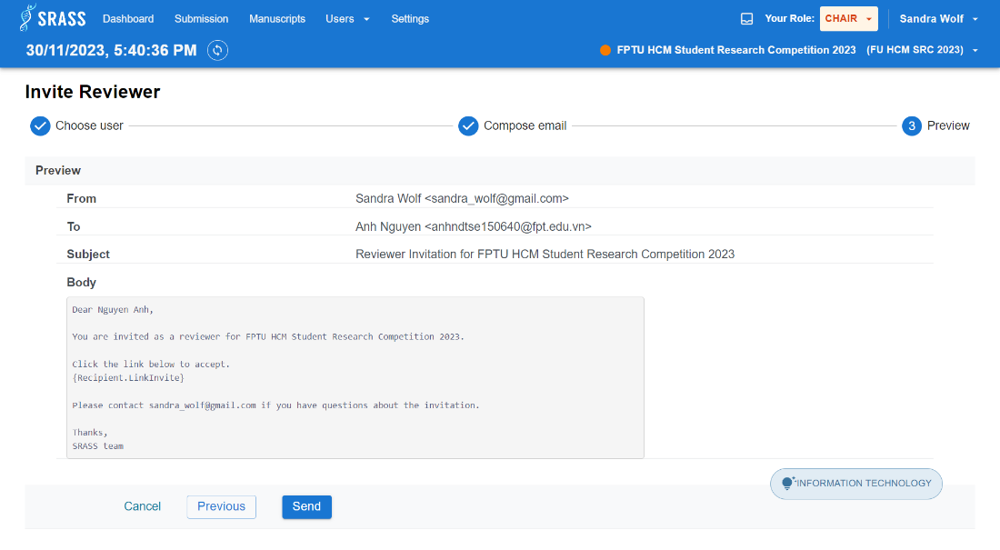 SRASS Dashboard Submission Manuscripts Users Settings Your Role: CHAIR Sandra Wolf
30/11/2023, 5:40:36 PM FPTU HCM Student Research Competition 2023 (FU HCM SRC 2023)
Invite Reviewer
Choose user Compose email 3 Preview
Preview
From Sandra Wolf <sandra_wolf@gmail.com>
To Anh Nguyen <anhndtse150640@fpt.edu.vn>
Subject Reviewer Invitation for FPTU HCM Student Research Competition 2023
Body
Dear Nguyen Anh,
You are invited as a reviewer for FPTU HCM Student Research Competition 2023.
Click the link below to accept.
{Recipient.LinkInvite}
Please contact sandra_wolf@gmail.com if you have questions about the invitation.
Thanks,
SRASS team
INFORMATION TECHNOLOGY
Cancel Previous Send